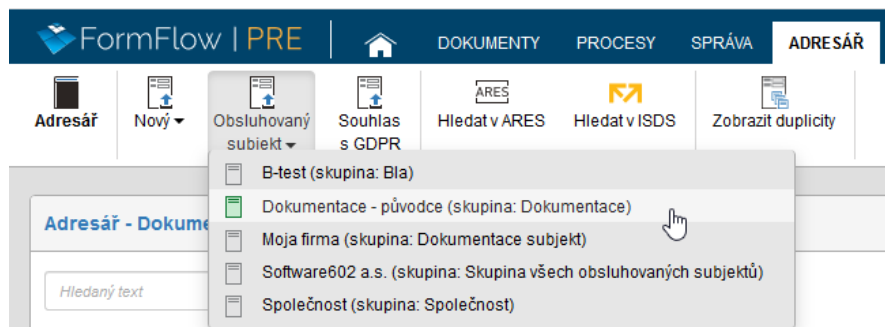 FormFlow | PRE
DOKUMENTY PROCESY SPRÁVA ADRESÁŘ
Adresář Nový Obsluhovaný subjekt Souhlas s GDPR ARES Hledat v ARES Hledat v ISDS Zobrazit duplicity
B-test (skupina: Bla)
Dokumentace - původce (skupina: Dokumentace)
Adresář - Dokume
Moja firma (skupina: Dokumentace subjekt)
Software602 a.s. (skupina: Skupina všech obsluhovaných subjektů)
Hledaný text
Společnost (skupina: Společnost)